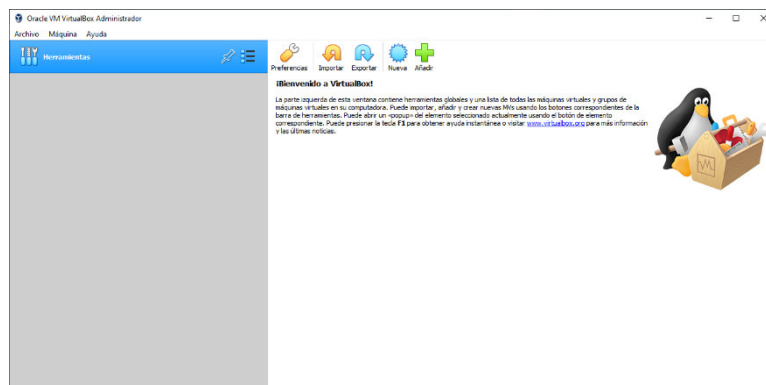 Oracle VM VirtualBox Administrador
Archivo Máquina Ayuda
Herramientas
Preferencias Importar Exportar Nueva Añadir
¡Bienvenido a VirtualBox!
La parte izquierda de esta ventana contiene herramientas globales y una lista de todas las máquinas virtuales y grupos de
máquinas virtuales en su computadora. Puede importar, añadir y crear nuevas MVs usando los botones correspondientes de la
barra de herramientas. Puede abrir un «popup» del elemento seleccionado actualmente usando el botón de elemento
correspondiente. Puede presionar la tecla F1 para obtener ayuda instantánea o visitar www.virtualbox.org para más información
y las últimas noticias.